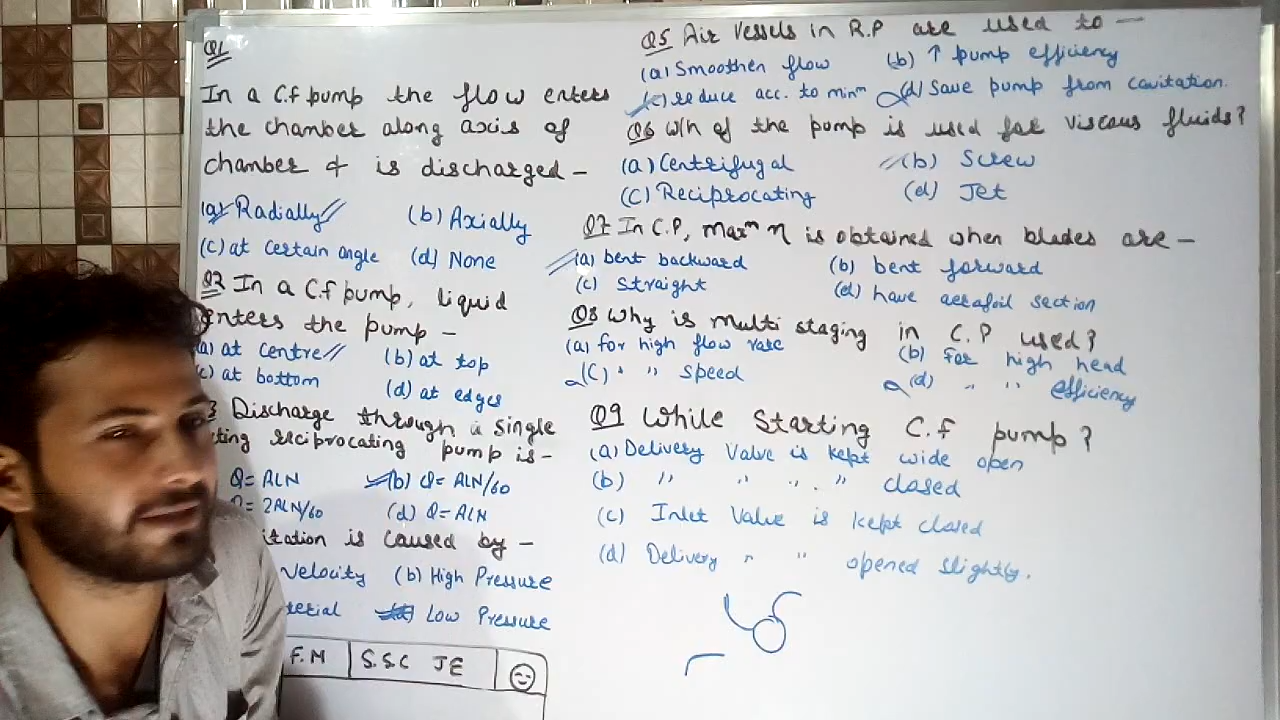 Q1
In a C.f pump the flow enters
the chamber along axis of
chamber & is discharged -
(a) Radially (b) Axially
(c) at certain angle (d) None
Q2 In a C.f pump, liquid
enters the pump -
(a) at centre (b) at top
(c) at bottom (d) at edges
3 Discharge through a single
ting reciprocating pump is -
Q = ALN (b) Q = ALN/60
Q = 2ALN/60 (d) Q = ALN
itation is caused by -
Velocity (b) High Pressure
terial (d) Low Pressure
F.M S.S.C JE
Q5 Air Vessels in R.P are used to -
(a) Smoothen flow (b) ↑ pump efficiency
(c) reduce acc. to minm (d) Save pump from cavitation.
Q6 W/h of the pump is used for viscous fluids?
(a) Centrifugal (b) Screw
(c) Reciprocating (d) Jet
Q7 In C.P, maxm η is obtained when blades are -
(a) bent backward (b) bent forward
(c) straight (d) have aerafoil section
Q8 Why is multi staging in C.P used?
(a) for high flow rate (b) For high head
(c) " " speed (d) " " efficiency
Q9 While Starting C.f pump?
(a) Delivery Valve is kept wide open
(b) " " " " closed
(c) Inlet Valve is kept closed
(d) Delivery " " opened slightly.